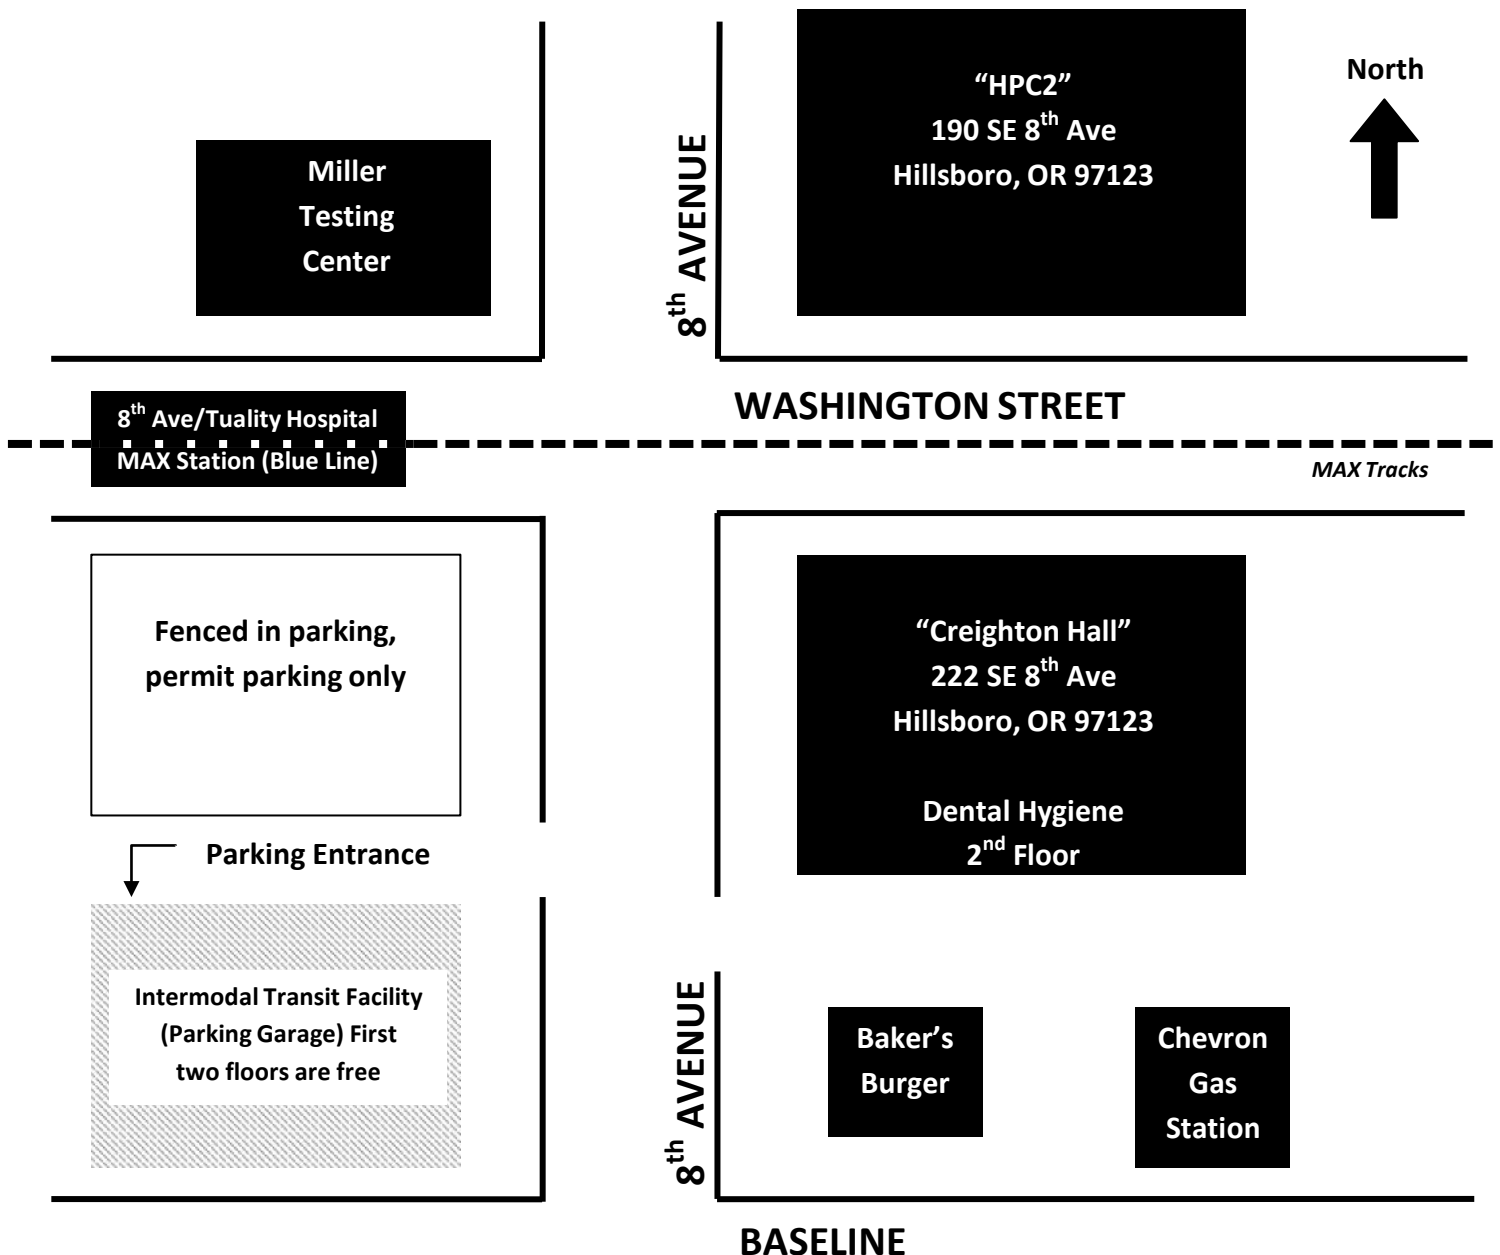 “HPC2”
190 SE 8th Ave
Hillsboro, OR 97123
North
Miller
Testing
Center
8th AVENUE
WASHINGTON STREET
8th Ave/Tuality Hospital
MAX Station (Blue Line)
MAX Tracks
Fenced in parking,
permit parking only
“Creighton Hall”
222 SE 8th Ave
Hillsboro, OR 97123
Dental Hygiene
2nd Floor
Parking Entrance
Intermodal Transit Facility
(Parking Garage) First
two floors are free
8th AVENUE
Baker’s
Burger
Chevron
Gas
Station
BASELINE